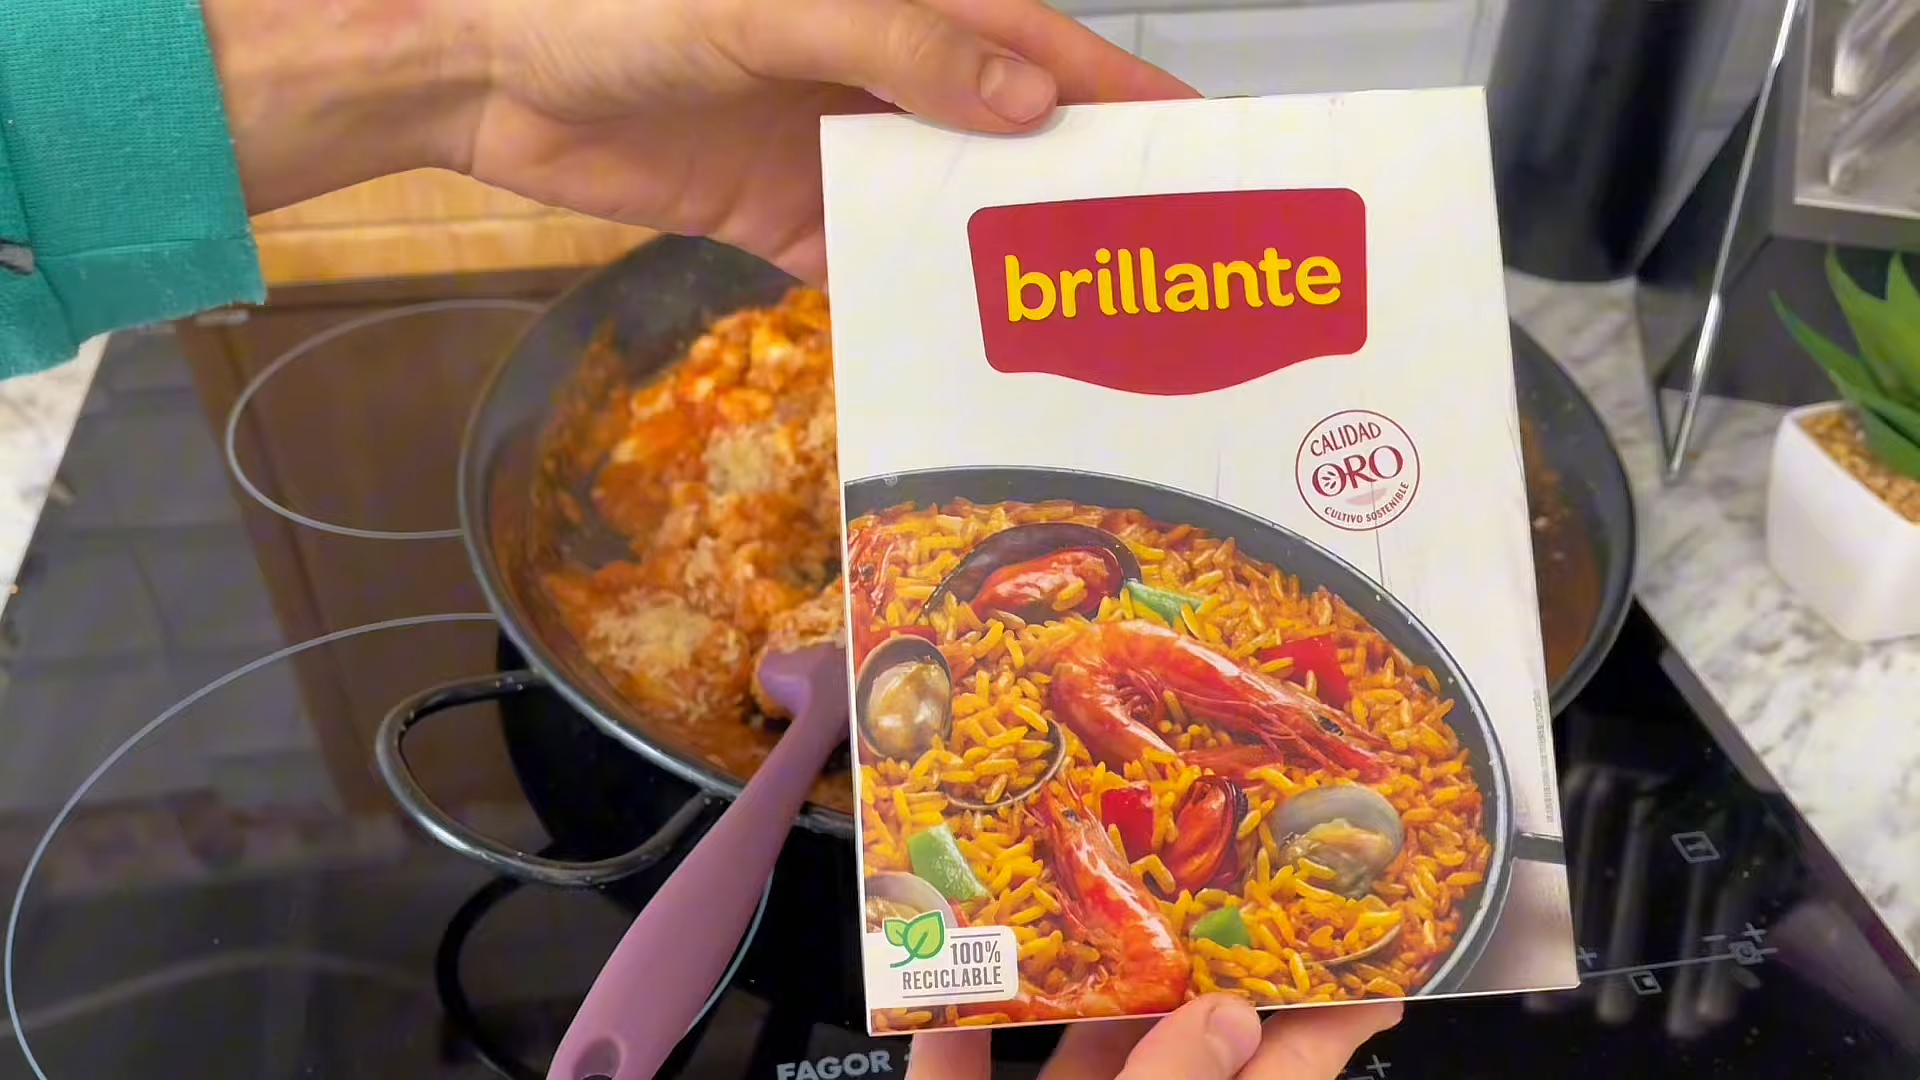 brillante
CALIDAD
ORO
CULTIVO SOSTENIBLE
100%
RECICLABLE
FAGOR